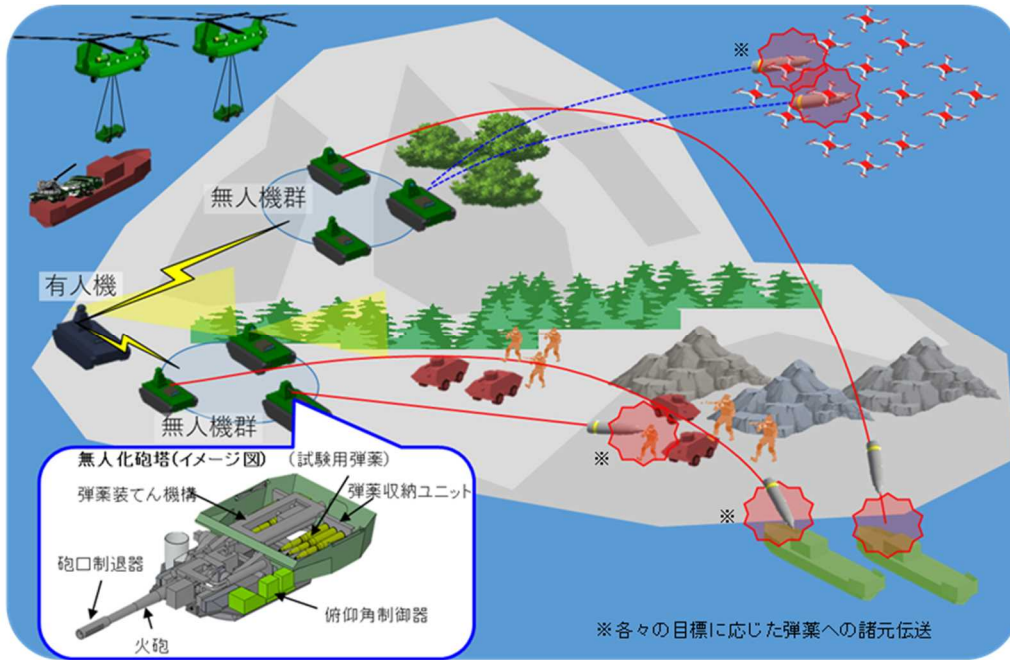 ※
無人機群
有人機
無人機群
無人化砲塔(イメージ図) (試験用弾薬)
弾薬装てん機構
弾薬収納ユニット
砲口制退器
俯仰角制御器
火砲
※
※
※各々の目標に応じた弾薬への諸元伝送